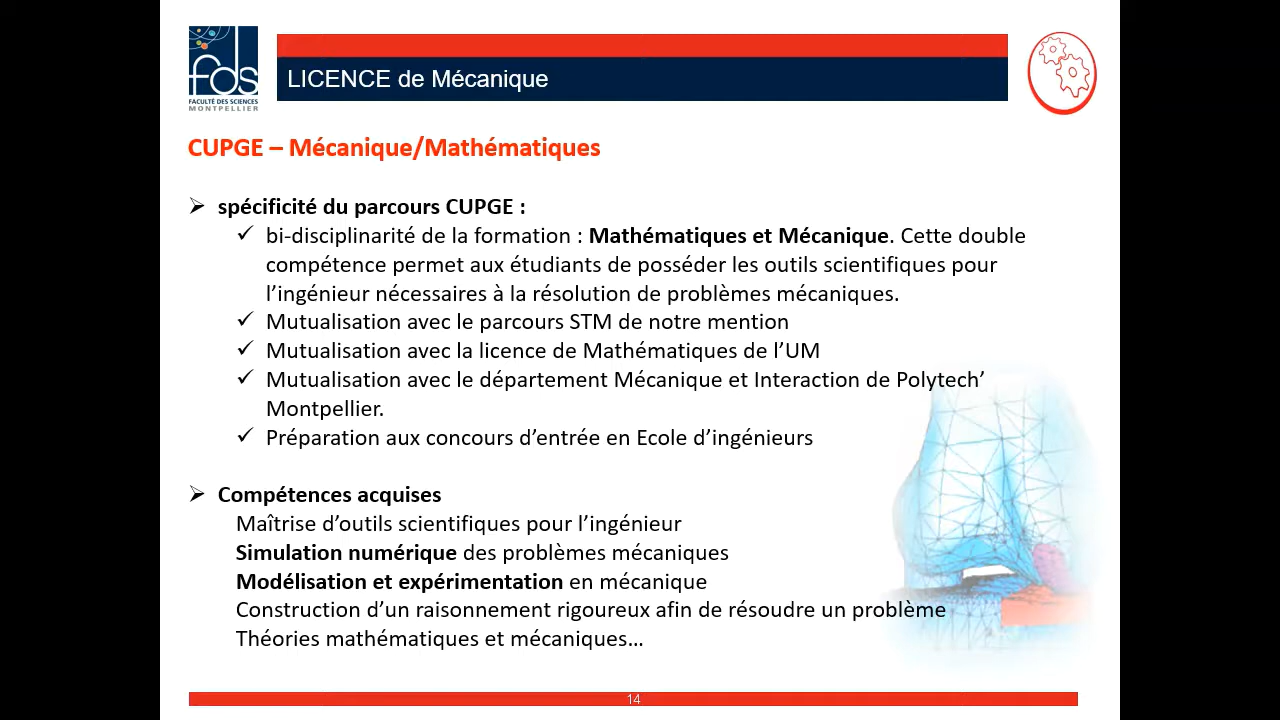 fds
FACULTÉ DES SCIENCES
MONTPELLIER
LICENCE de Mécanique
CUPGE – Mécanique/Mathématiques
spécificité du parcours CUPGE :
bi-disciplinarité de la formation : Mathématiques et Mécanique. Cette double
compétence permet aux étudiants de posséder les outils scientifiques pour
l’ingénieur nécessaires à la résolution de problèmes mécaniques.
Mutualisation avec le parcours STM de notre mention
Mutualisation avec la licence de Mathématiques de l’UM
Mutualisation avec le département Mécanique et Interaction de Polytech’
Montpellier.
Préparation aux concours d’entrée en Ecole d’ingénieurs
Compétences acquises
Maîtrise d’outils scientifiques pour l’ingénieur
Simulation numérique des problèmes mécaniques
Modélisation et expérimentation en mécanique
Construction d’un raisonnement rigoureux afin de résoudre un problème
Théories mathématiques et mécaniques…
14